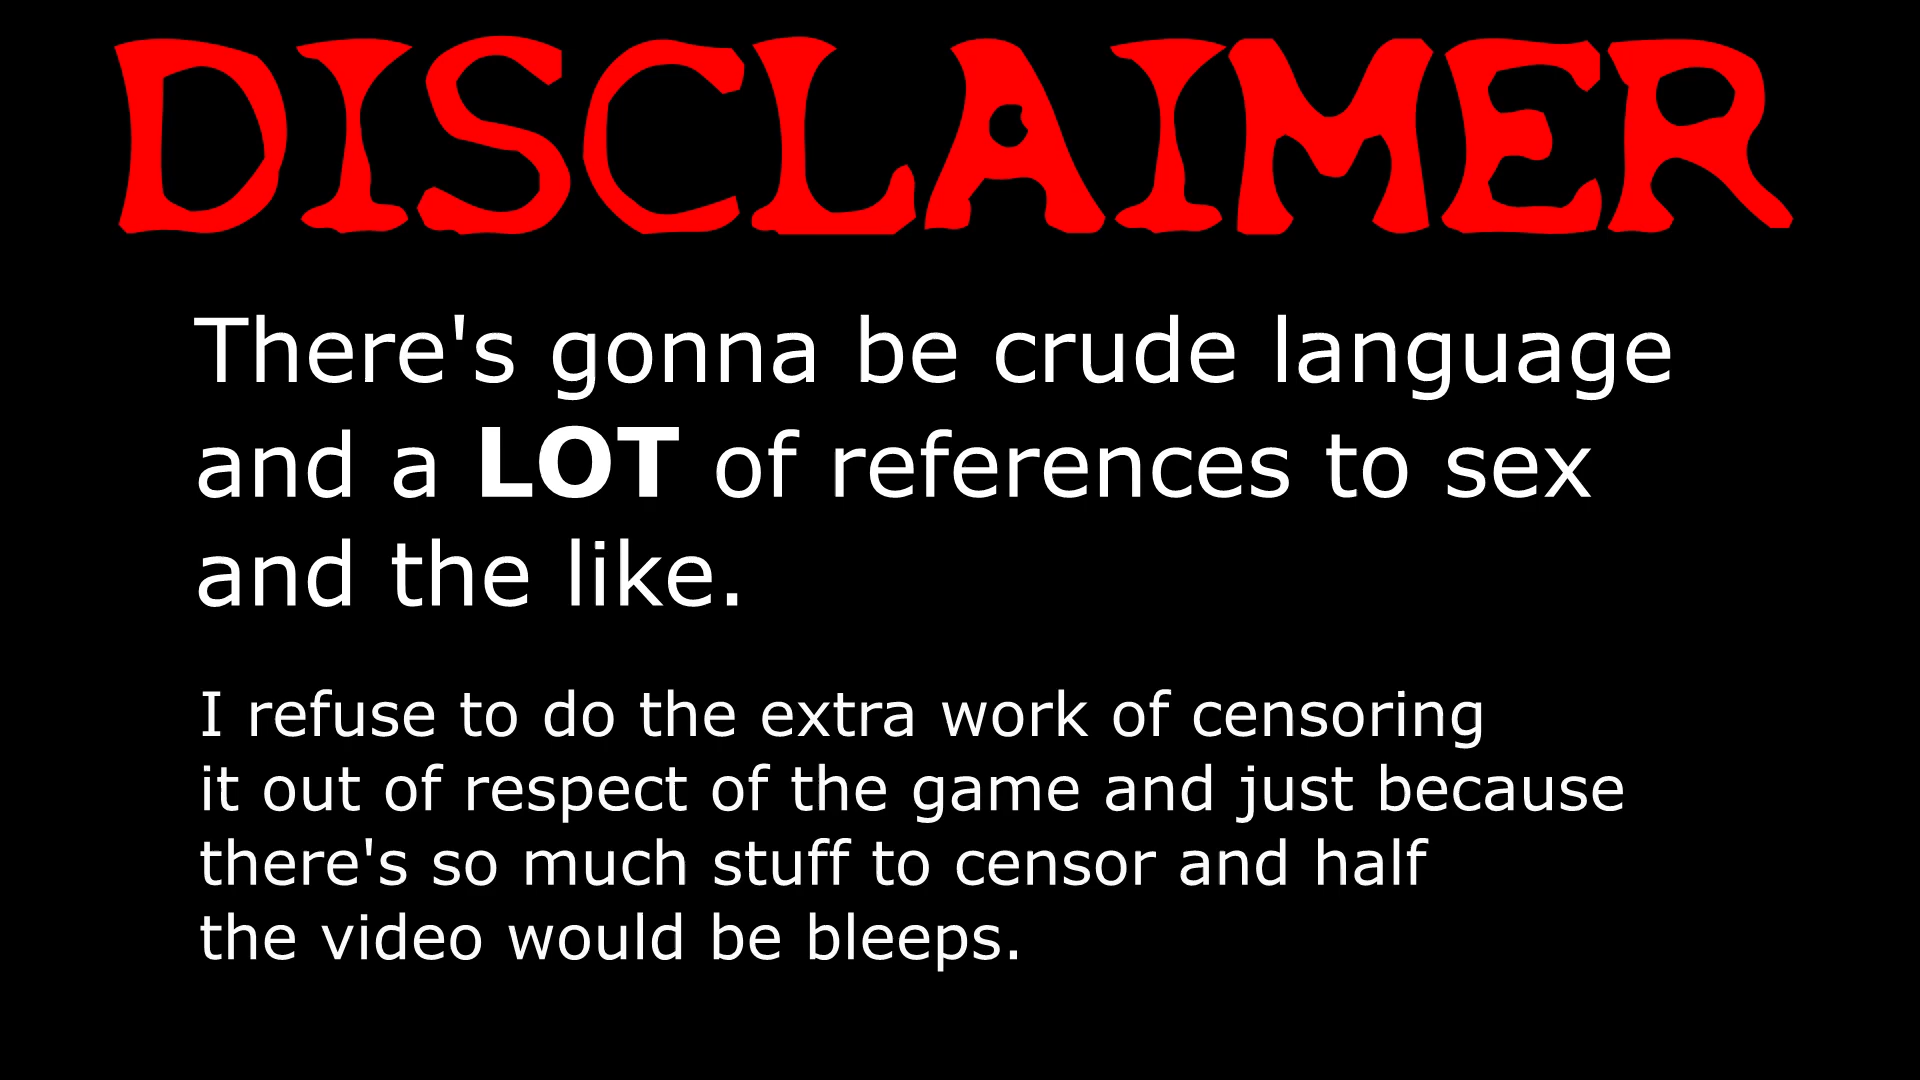 DISCLAIMER
There's gonna be crude language
and a LOT of references to sex
and the like.
I refuse to do the extra work of censoring
it out of respect of the game and just because
there's so much stuff to censor and half
the video would be bleeps.